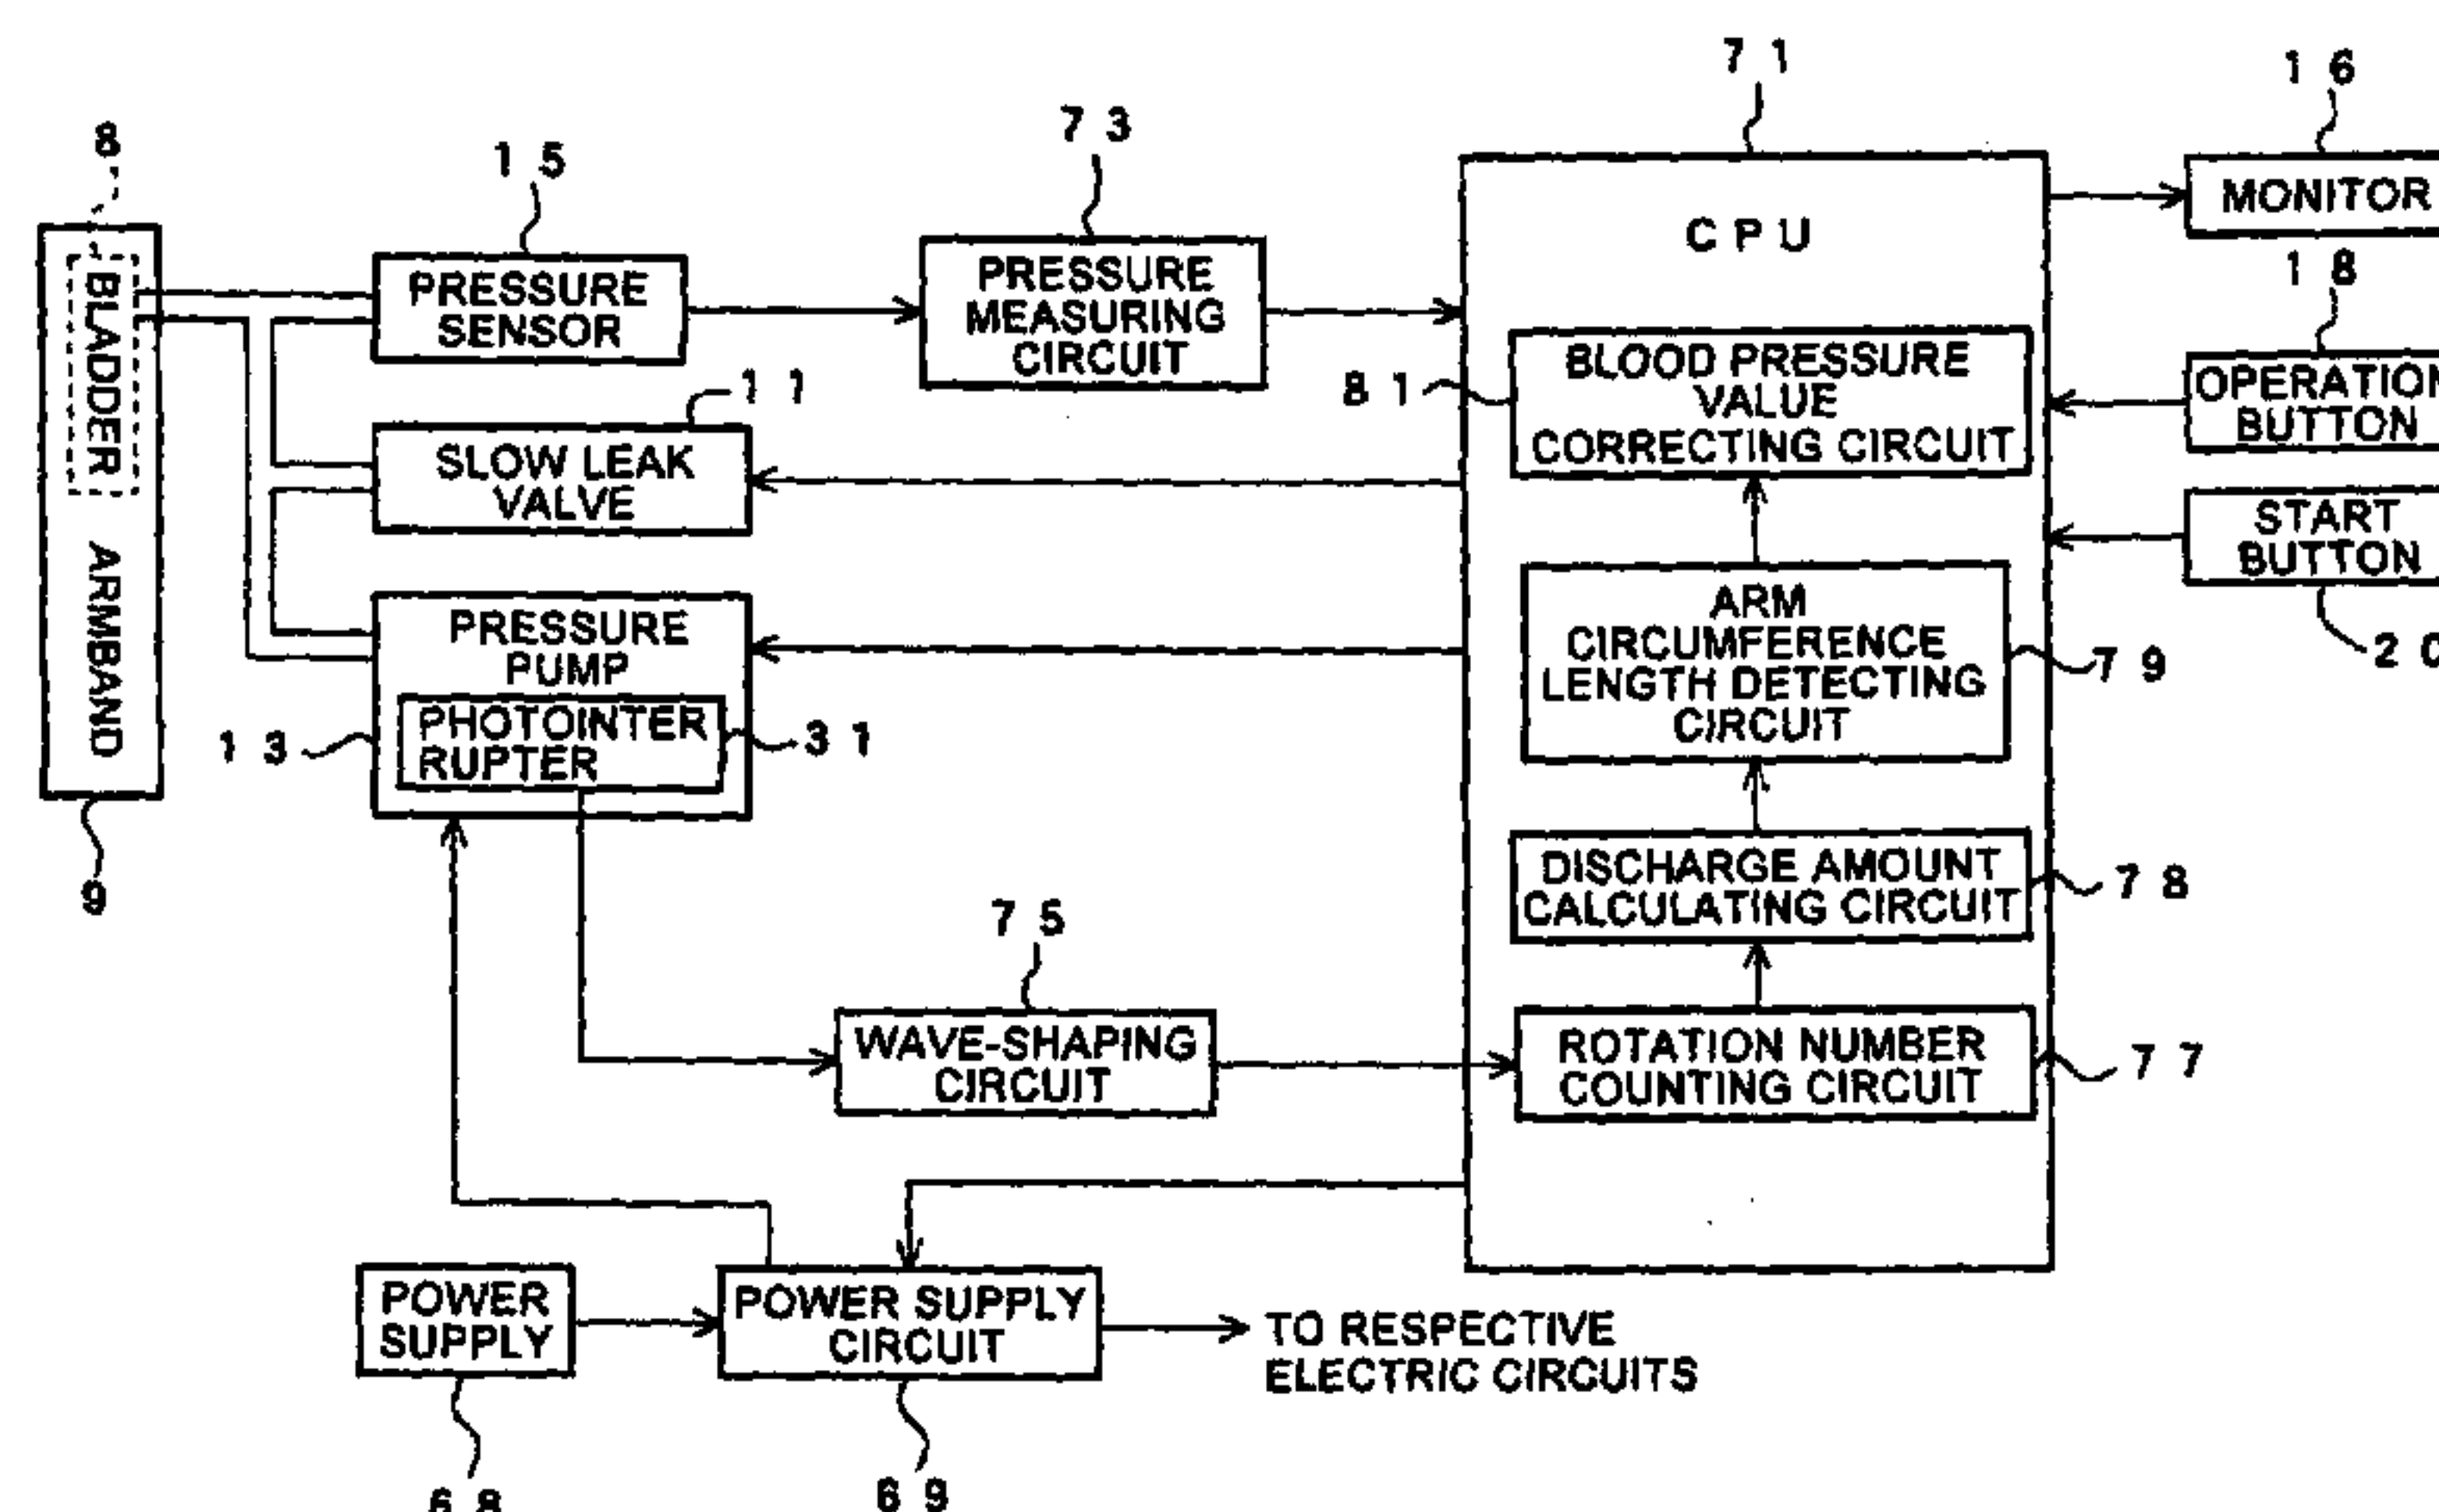 7 1
1 6
7 3
8
1 5
MONITOR
C P U
PRESSURE
SENSOR
PRESSURE
MEASURING
CIRCUIT
1 8
BLADDER
ARMBAND
BLOOD PRESSURE
VALUE
CORRECTING CIRCUIT
8 1
OPERATION
BUTTON
1 1
SLOW LEAK
VALVE
START
BUTTON
2 0
PRESSURE
PUMP
PHOTOINTER
RUPTER
1 3
3 1
ARM
CIRCUMFERENCE
LENGTH DETECTING
CIRCUIT
7 9
9
DISCHARGE AMOUNT
CALCULATING CIRCUIT
7 8
7 5
WAVE-SHAPING
CIRCUIT
ROTATION NUMBER
COUNTING CIRCUIT
7 7
POWER
SUPPLY
POWER SUPPLY
CIRCUIT
TO RESPECTIVE
ELECTRIC CIRCUITS
6 8
6 9